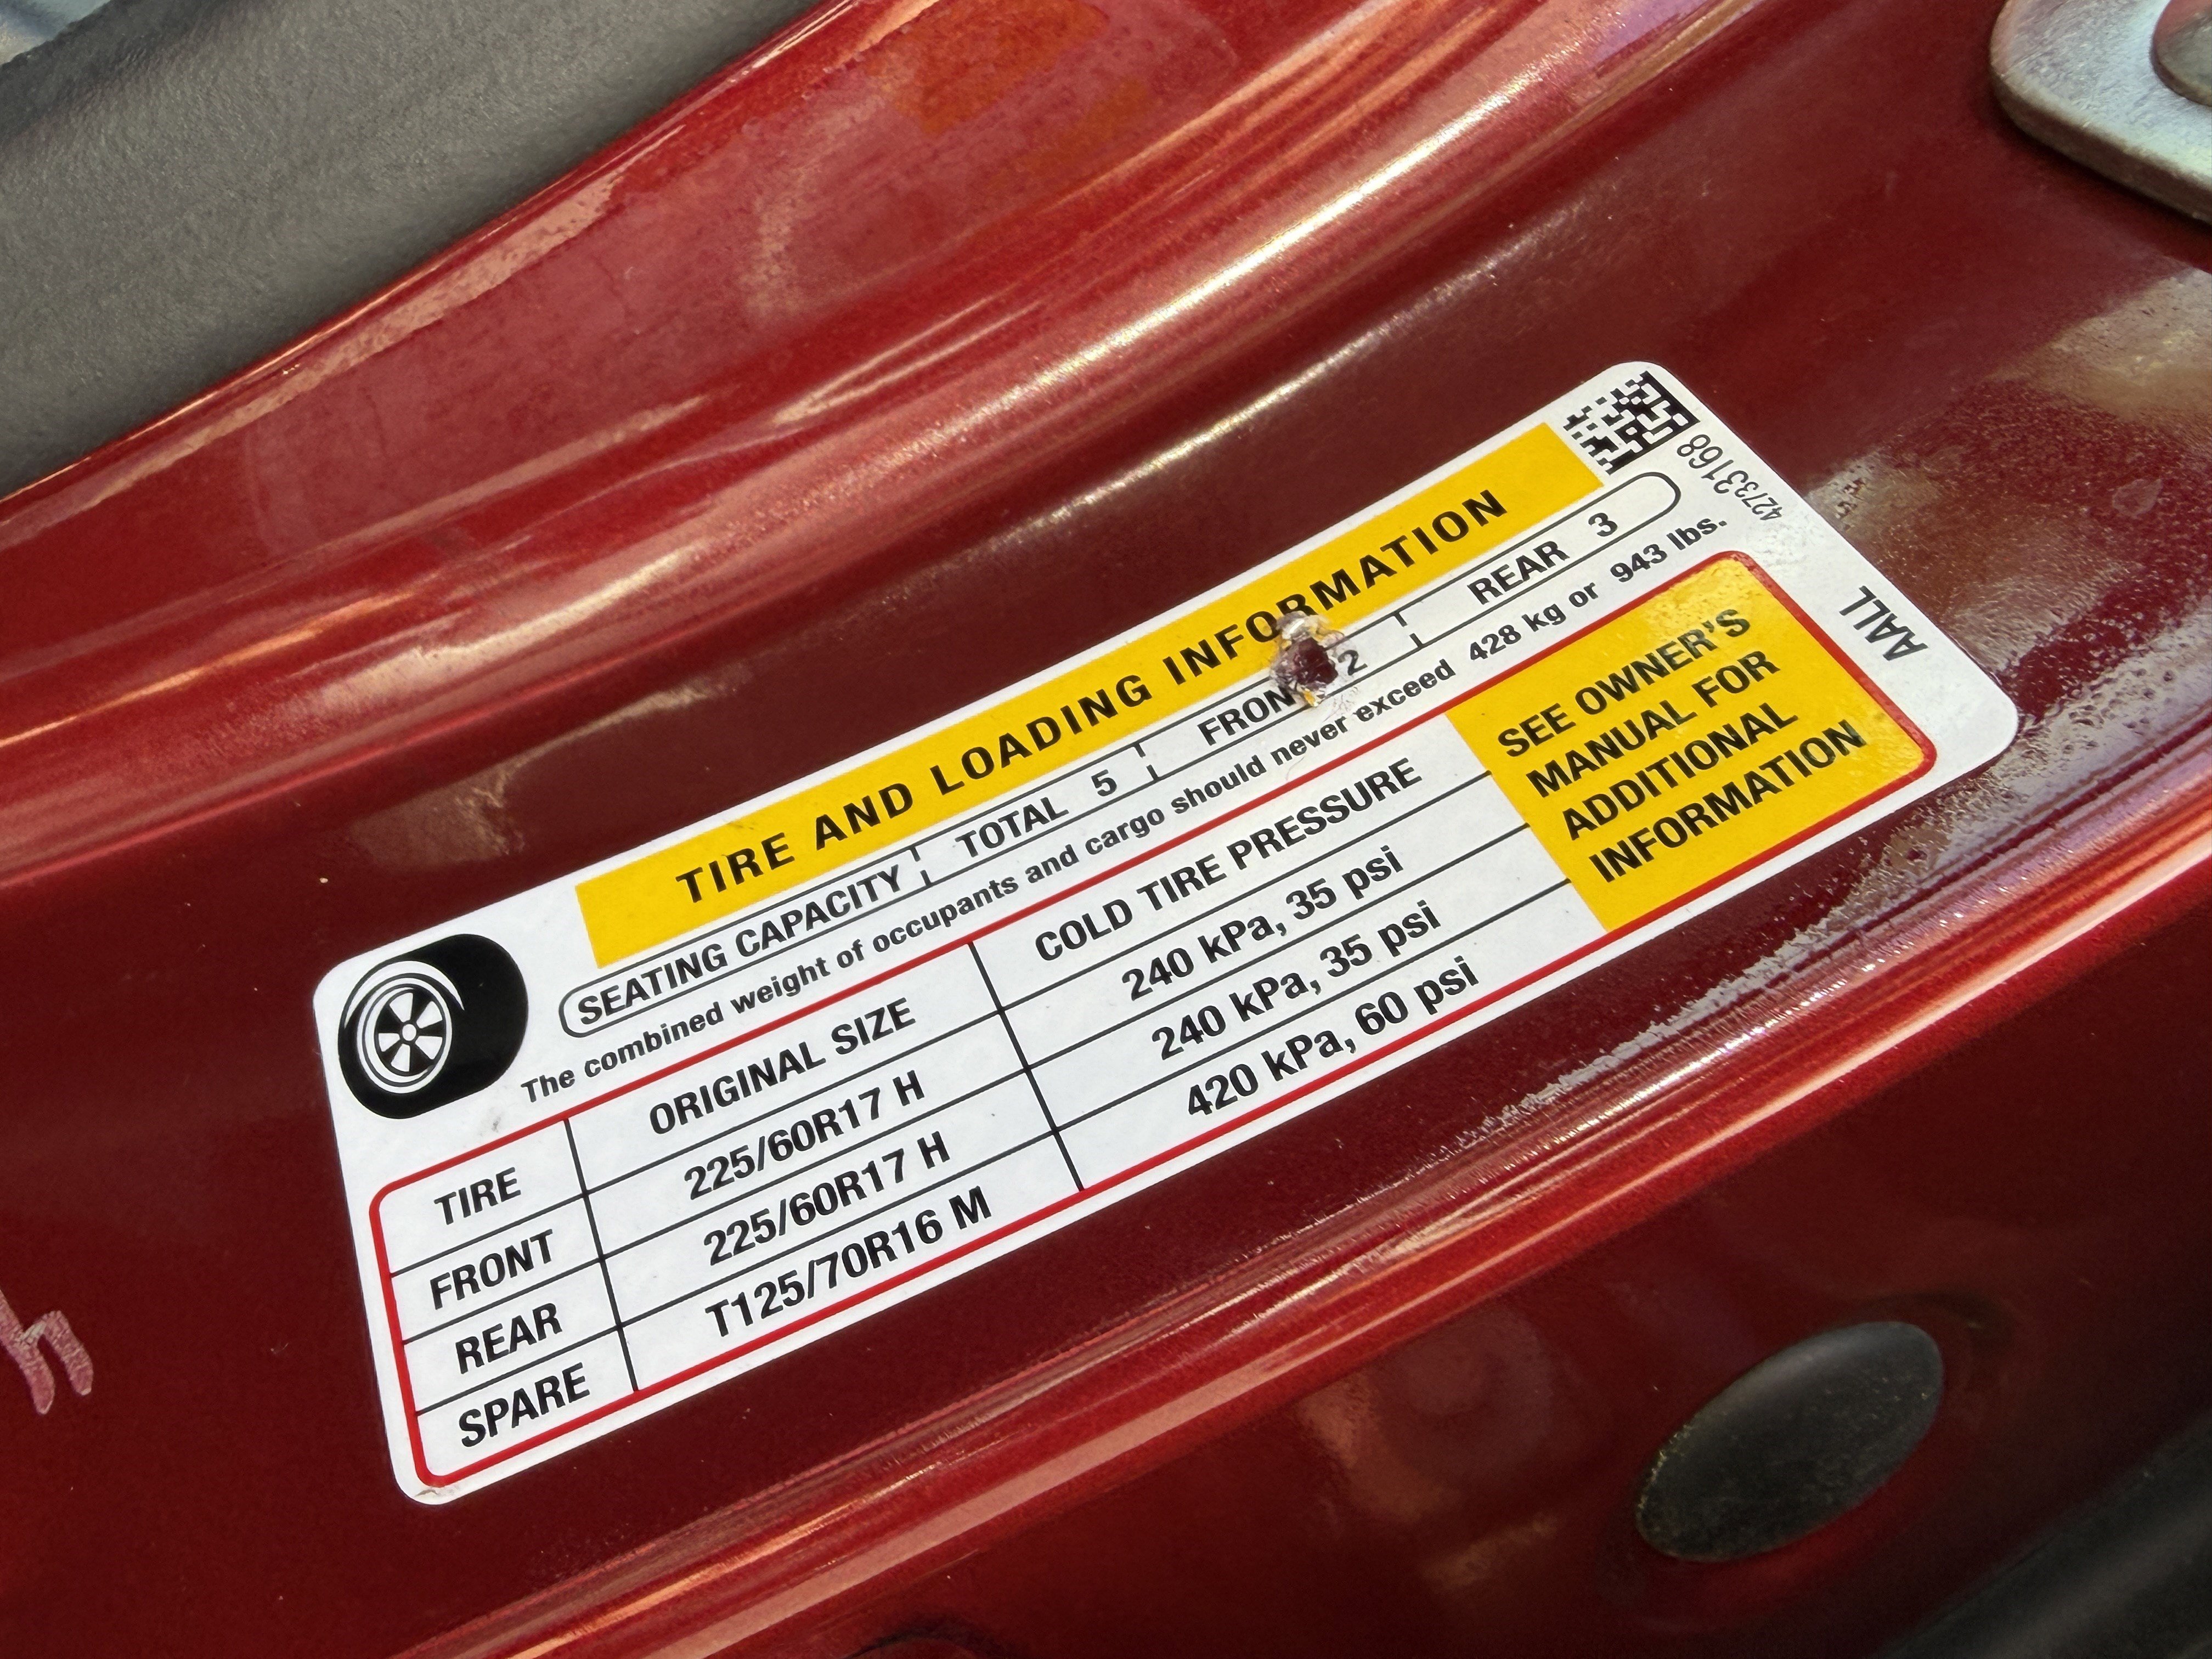 TIRE AND LOADING INFORMATION
SEATING CAPACITY TOTAL 5 FRONT 2 REAR 3
The combined weight of occupants and cargo should never exceed 428 kg or 943 lbs.
TIRE ORIGINAL SIZE COLD TIRE PRESSURE
FRONT 225/60R17 H 240 kPa, 35 psi
REAR 225/60R17 H 240 kPa, 35 psi
SPARE T125/70R16 M 420 kPa, 60 psi
SEE OWNER'S
MANUAL FOR
ADDITIONAL
INFORMATION
42733168
AALL